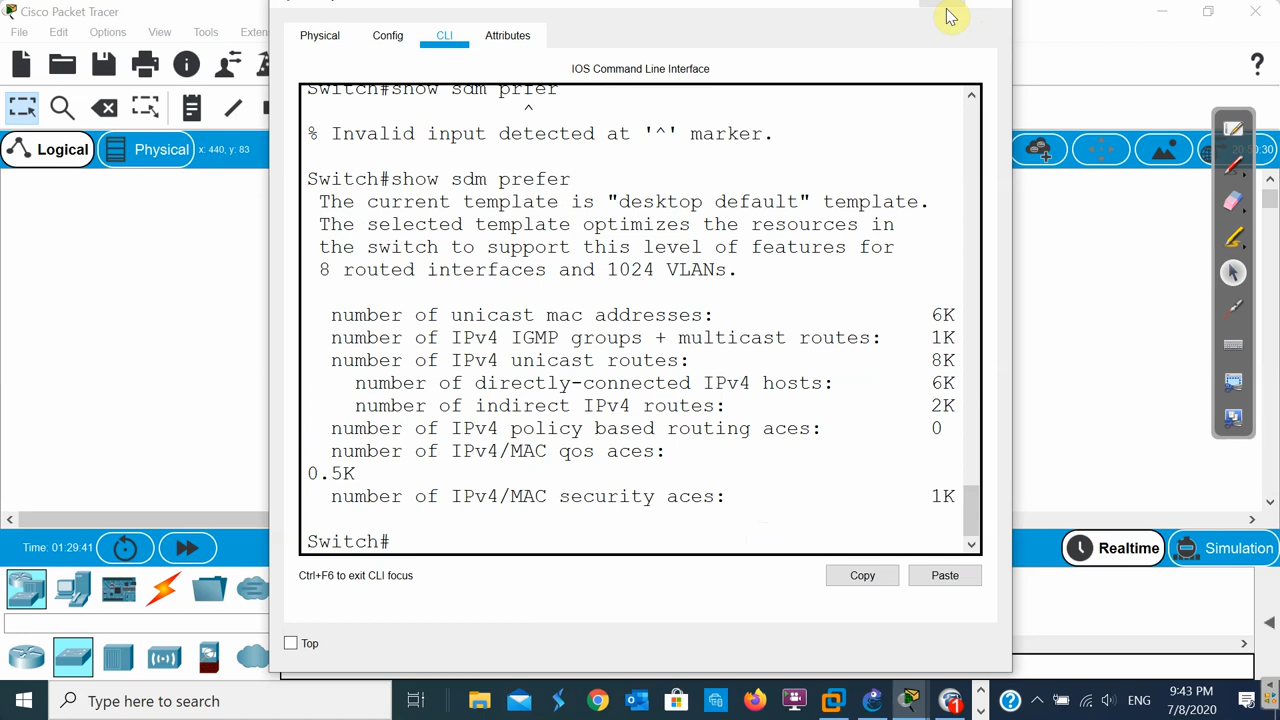 Cisco Packet Tracer
File Edit Options View Tools
Physical Config CLI Attributes
IOS Command Line Interface
Logical Physical x: 440, y: 83
20:50:30
Switch#show sdm prfer
^
% Invalid input detected at '^' marker.
Switch#show sdm prefer
The current template is "desktop default" template.
The selected template optimizes the resources in
the switch to support this level of features for
8 routed interfaces and 1024 VLANs.
number of unicast mac addresses: 6K
number of IPv4 IGMP groups + multicast routes: 1K
number of IPv4 unicast routes: 8K
number of directly-connected IPv4 hosts: 6K
number of indirect IPv4 routes: 2K
number of IPv4 policy based routing aces: 0
number of IPv4/MAC qos aces:
0.5K
number of IPv4/MAC security aces: 1K
Switch#
Time: 01:29:41
Realtime Simulation
Ctrl+F6 to exit CLI focus
Copy Paste
Top
Type here to search
ENG
9:43 PM
7/8/2020